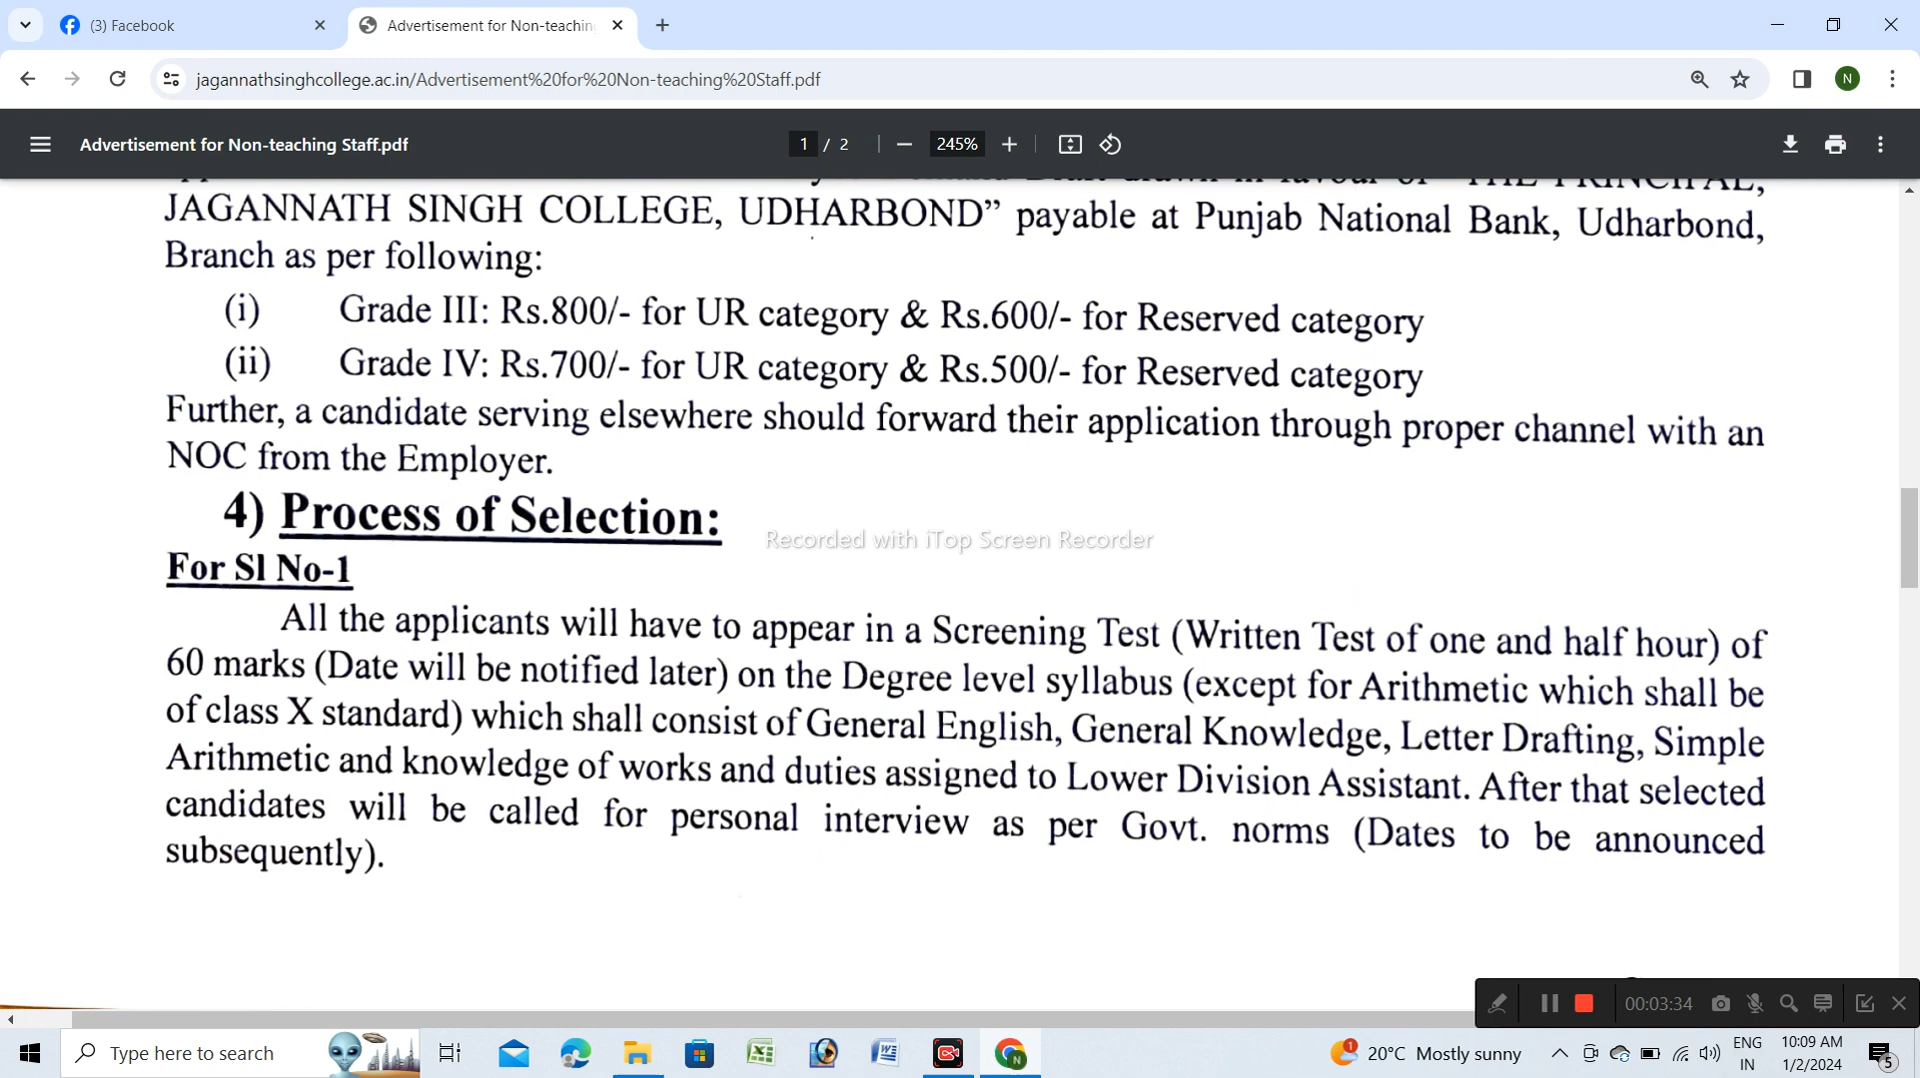 (3) Facebook
Advertisement for Non-teachin
jagannathsinghcollege.ac.in/Advertisement%20for%20Non-teaching%20Staff.pdf
N
Advertisement for Non-teaching Staff.pdf
1 / 2
245%
THE PRINCIPAL,
JAGANNATH SINGH COLLEGE, UDHARBOND” payable at Punjab National Bank, Udharbond,
Branch as per following:
(i) Grade III: Rs.800/- for UR category & Rs.600/- for Reserved category
(ii) Grade IV: Rs.700/- for UR category & Rs.500/- for Reserved category
Further, a candidate serving elsewhere should forward their application through proper channel with an
NOC from the Employer.
4) Process of Selection:
Recorded with iTop Screen Recorder
For Sl No-1
All the applicants will have to appear in a Screening Test (Written Test of one and half hour) of
60 marks (Date will be notified later) on the Degree level syllabus (except for Arithmetic which shall be
of class X standard) which shall consist of General English, General Knowledge, Letter Drafting, Simple
Arithmetic and knowledge of works and duties assigned to Lower Division Assistant. After that selected
candidates will be called for personal interview as per Govt. norms (Dates to be announced
subsequently).
00:03:34
Type here to search
1
20°C Mostly sunny
ENG
IN
10:09 AM
1/2/2024
5